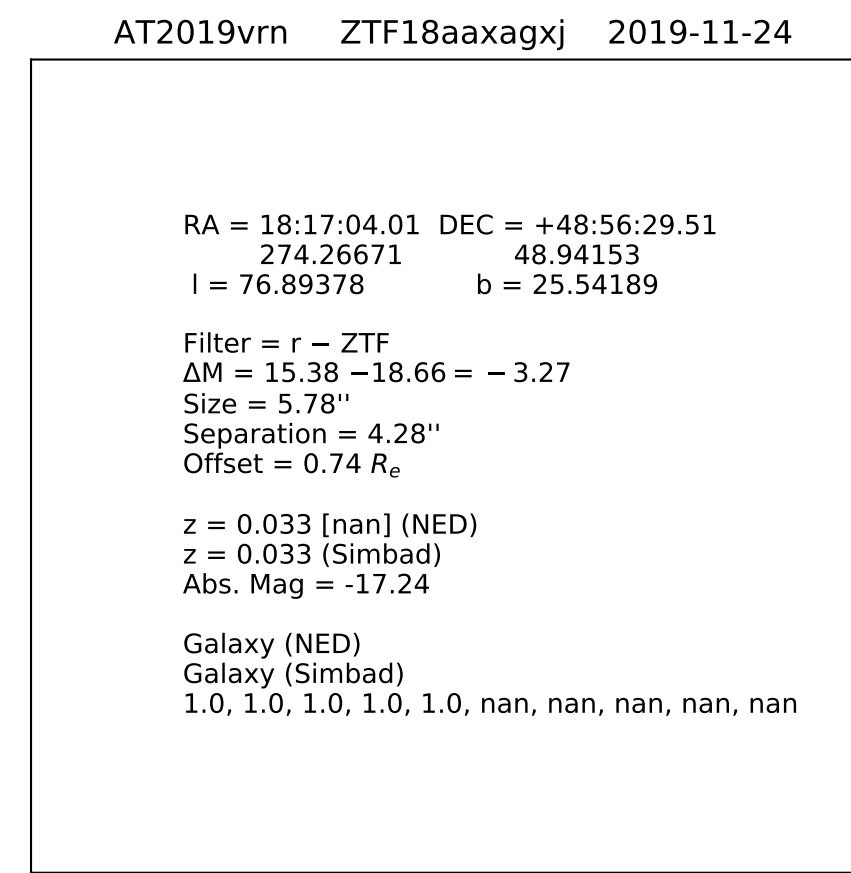 AT2019vrn ZTF18aaxagxj 2019-11-24
RA = 18:17:04.01 DEC = +48:56:29.51
274.26671 48.94153
l = 76.89378 b = 25.54189
Filter = r − ZTF
ΔM = 15.38 −18.66 = −3.27
Size = 5.78''
Separation = 4.28''
Offset = 0.74 Re
z = 0.033 [nan] (NED)
z = 0.033 (Simbad)
Abs. Mag = -17.24
Galaxy (NED)
Galaxy (Simbad)
1.0, 1.0, 1.0, 1.0, 1.0, nan, nan, nan, nan, nan